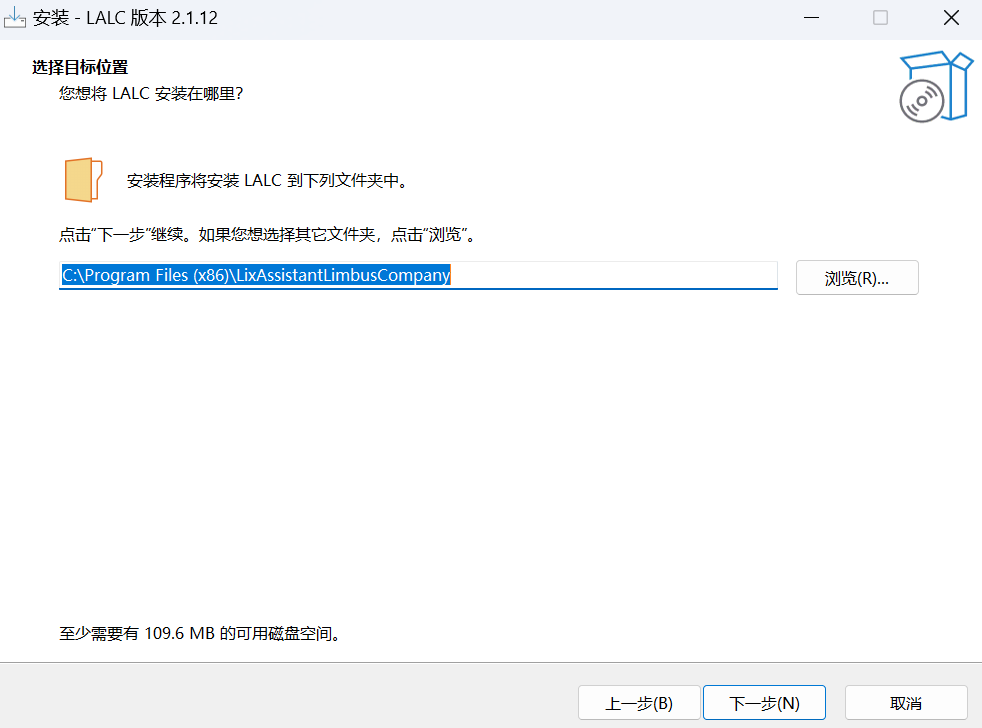 安装 - LALC 版本 2.1.12
选择目标位置
您想将 LALC 安装在哪里？
安装程序将安装 LALC 到下列文件夹中。
点击“下一步”继续。如果您想选择其它文件夹，点击“浏览”。
C:\Program Files (x86)\LixAssistantLimbusCompany
浏览(R)...
至少需要有 109.6 MB 的可用磁盘空间。
上一步(B)
下一步(N)
取消